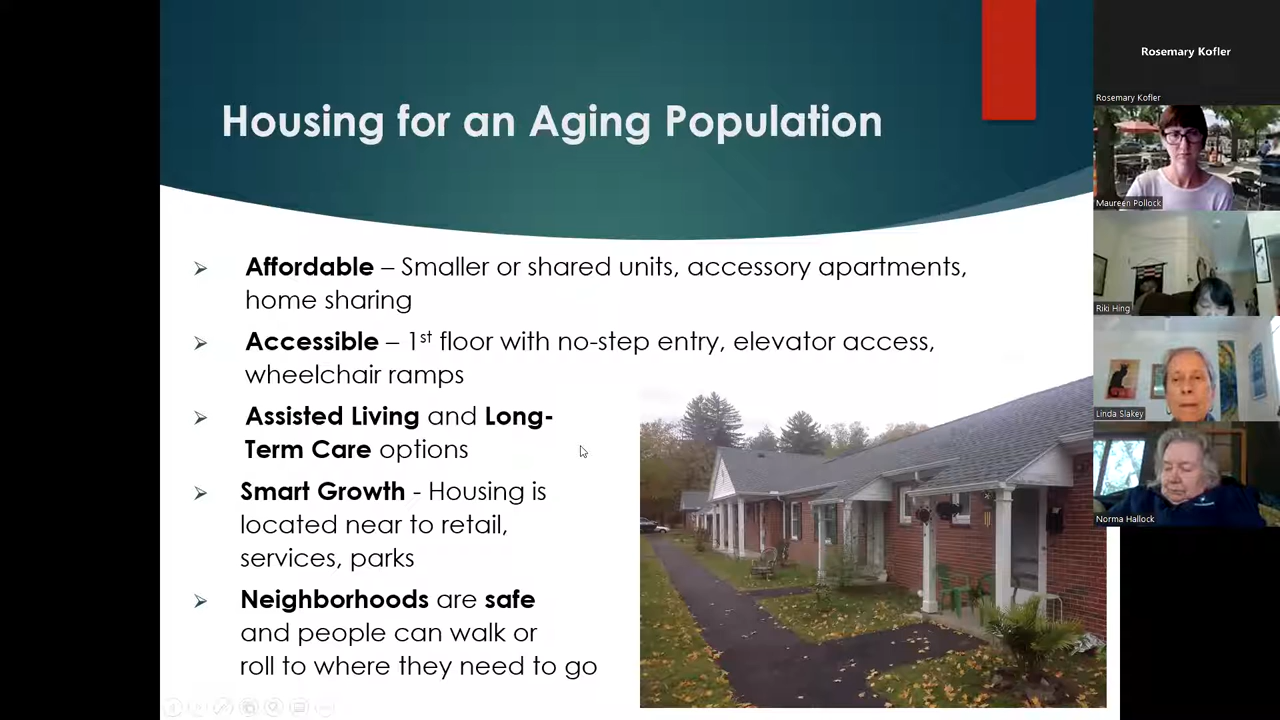 Housing for an Aging Population
Affordable – Smaller or shared units, accessory apartments,
home sharing
Accessible – 1st floor with no-step entry, elevator access,
wheelchair ramps
Assisted Living and Long-
Term Care options
Smart Growth - Housing is
located near to retail,
services, parks
Neighborhoods are safe
and people can walk or
roll to where they need to go
Rosemary Kofler
Rosemary Kofler
Maureen Pollock
Riki Hing
Linda Slakey
Norma Hallock